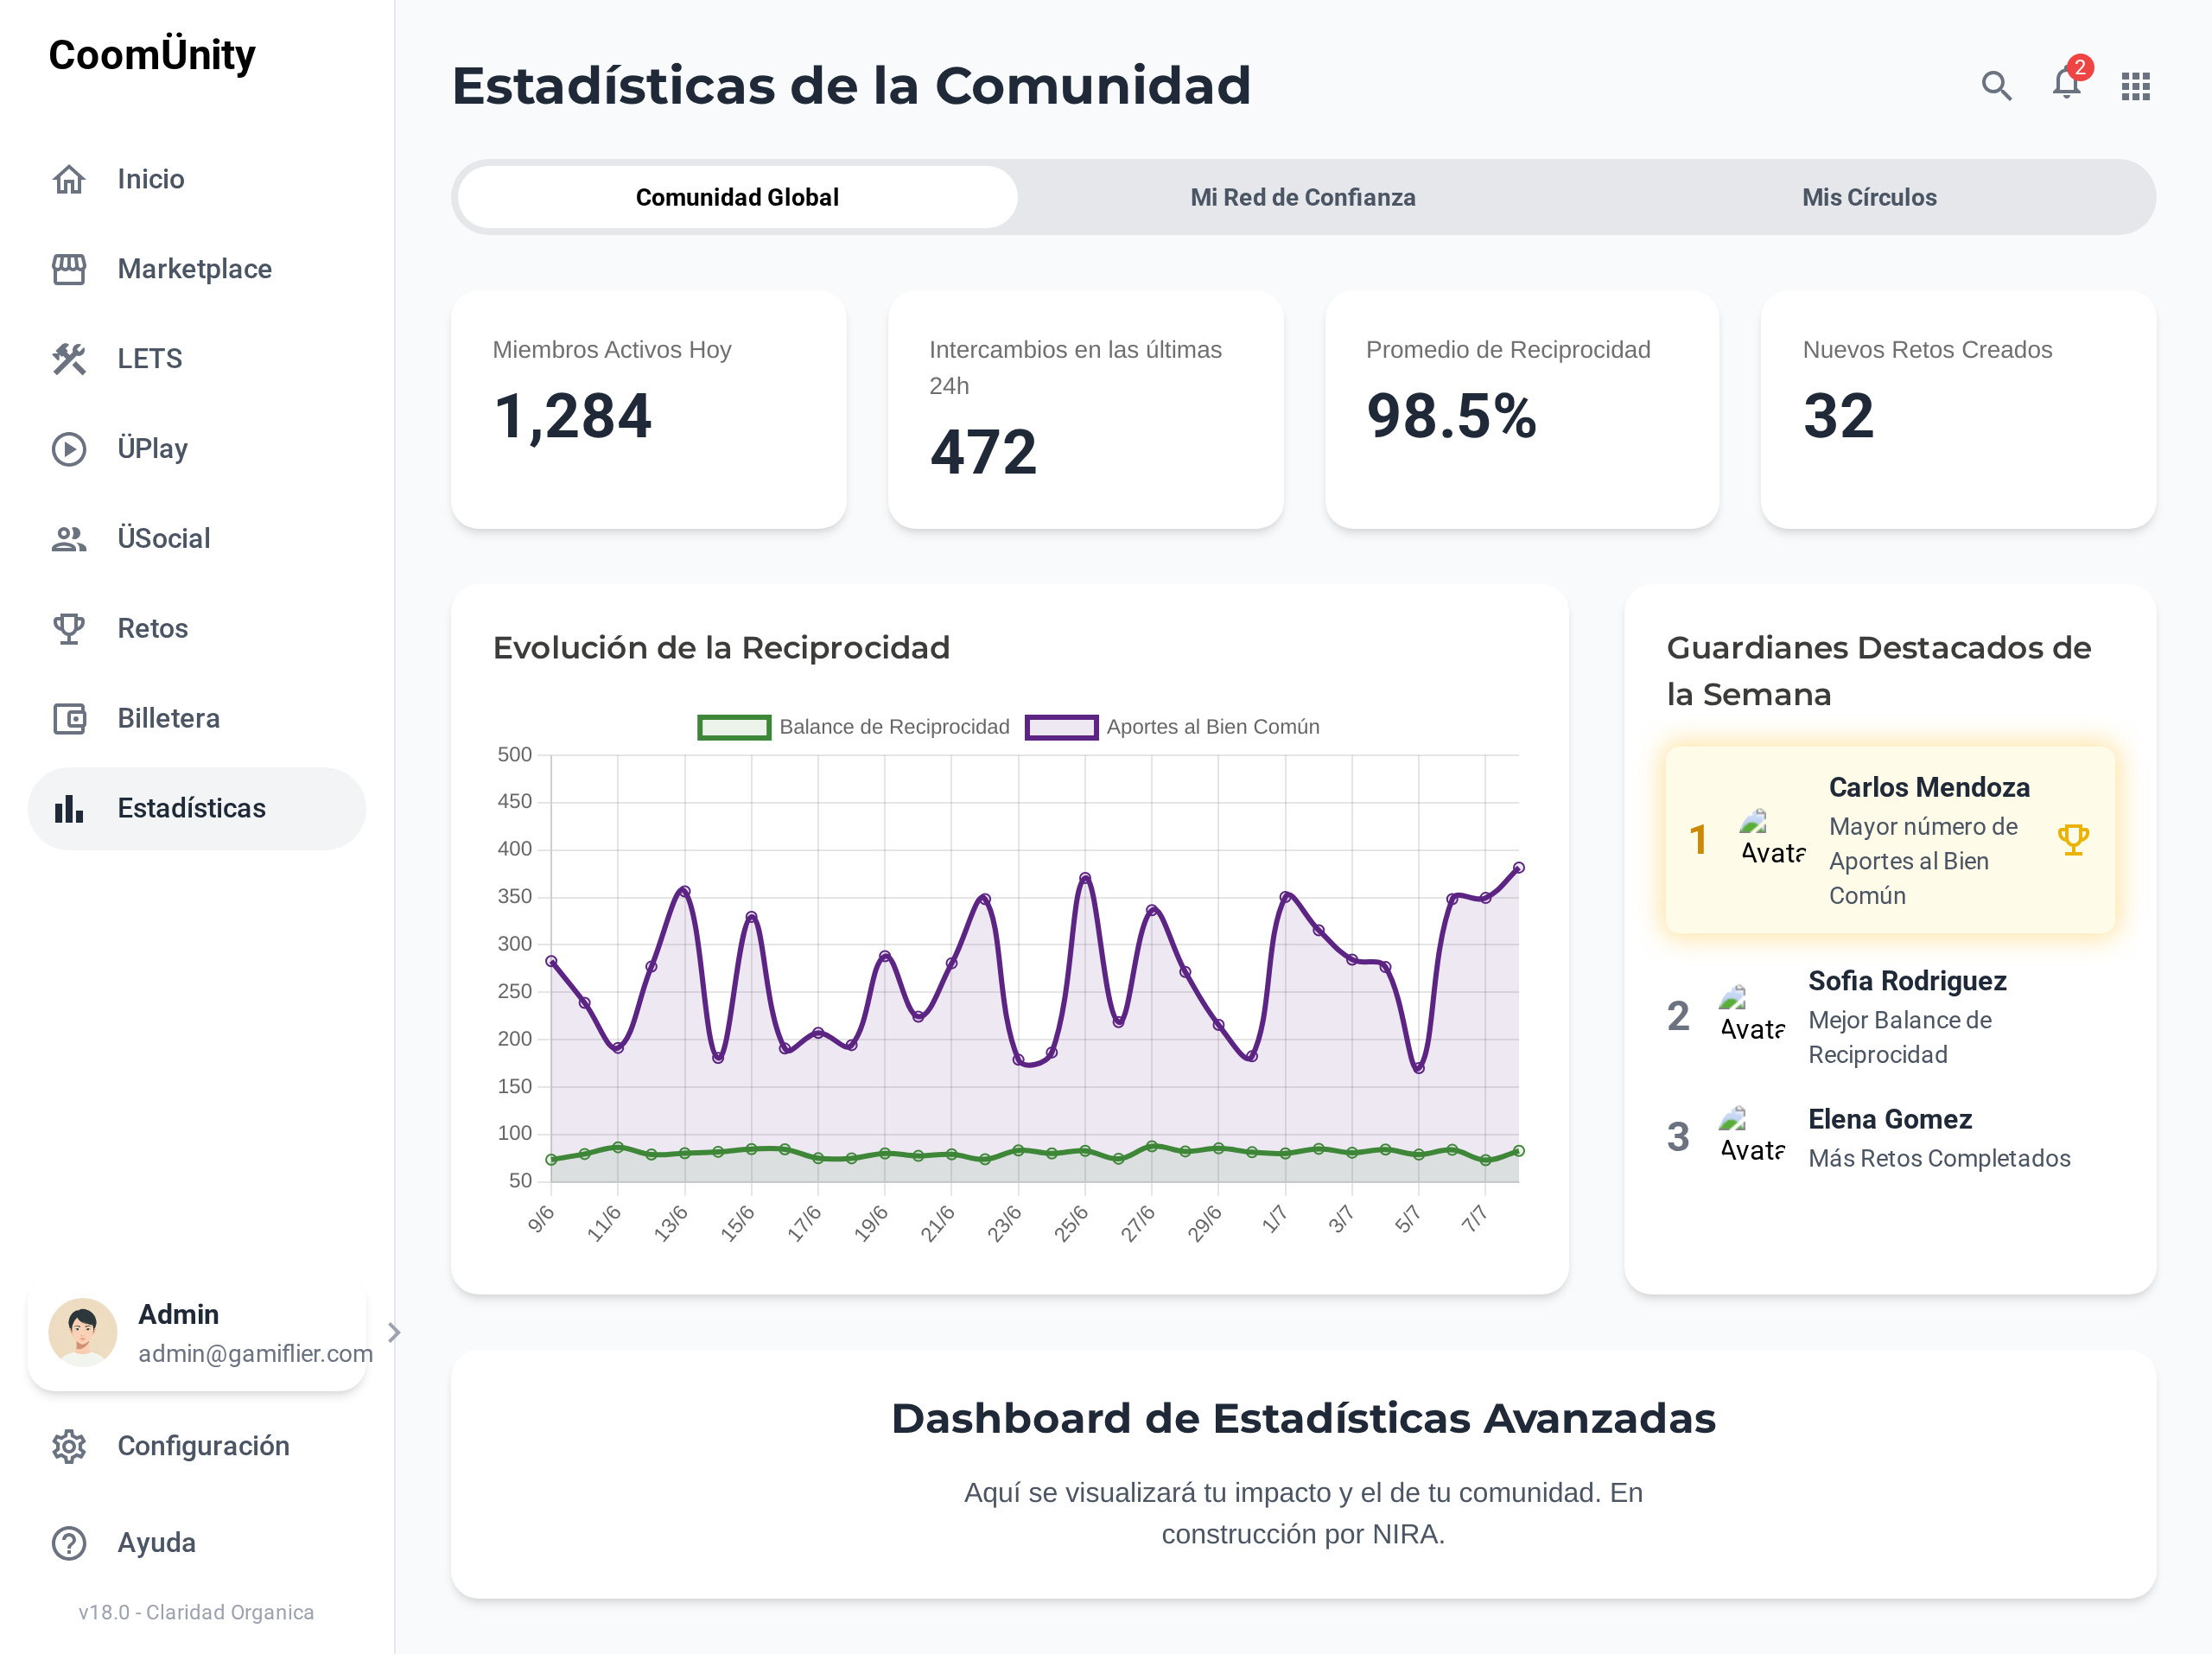 CoomÜnity
Inicio
Marketplace
LETS
ÜPlay
ÜSocial
Retos
Billetera
Estadísticas
Admin
admin@gamiflier.com
Configuración
Ayuda
v18.0 - Claridad Organica
Estadísticas de la Comunidad
2
Comunidad Global
Mi Red de Confianza
Mis Círculos
Miembros Activos Hoy
1,284
Intercambios en las últimas
24h
472
Promedio de Reciprocidad
98.5%
Nuevos Retos Creados
32
Evolución de la Reciprocidad
Balance de Reciprocidad
Aportes al Bien Común
500
450
400
350
300
250
200
150
100
50
9/6
11/6
13/6
15/6
17/6
19/6
21/6
23/6
25/6
27/6
29/6
1/7
3/7
5/7
7/7
Guardianes Destacados de
la Semana
1
Avata
Carlos Mendoza
Mayor número de
Aportes al Bien
Común
2
Avata
Sofia Rodriguez
Mejor Balance de
Reciprocidad
3
Avata
Elena Gomez
Más Retos Completados
Dashboard de Estadísticas Avanzadas
Aquí se visualizará tu impacto y el de tu comunidad. En
construcción por NIRA.